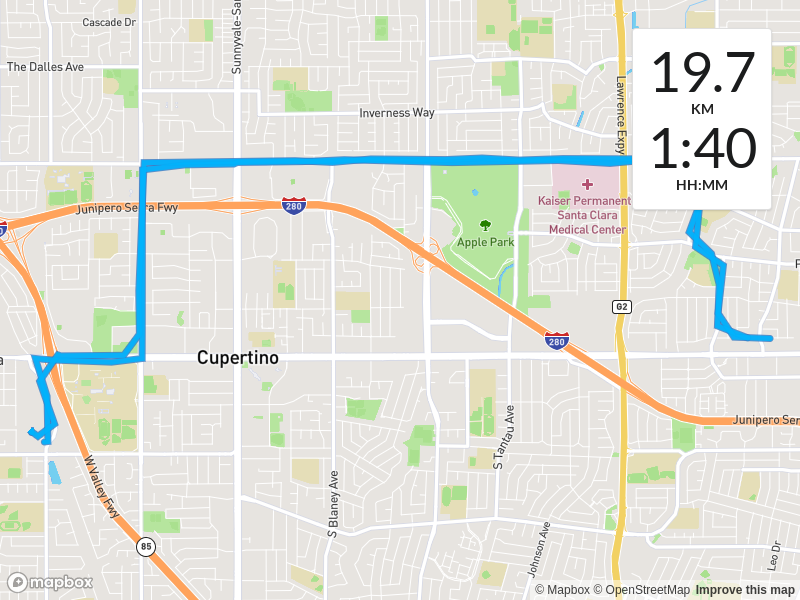 Cascade Dr
Sunnyvale-Sa
The Dalles Ave
Inverness Way
Lawrence Expy
19.7
KM
1:40
HH:MM
Junipero Serra Fwy
280
Kaiser Permanent
Santa Clara
Medical Center
Apple Park
G2
280
Cupertino
Junipero Ser
S Tantau Ave
W Valley Fwy
S Blaney Ave
85
Johnson Ave
Leo Dr
mapbox
© Mapbox © OpenStreetMap Improve this map